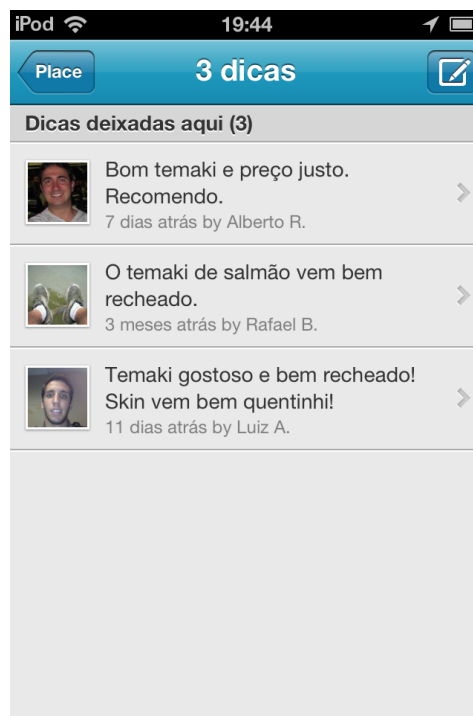 iPod
19:44
Place
3 dicas
Dicas deixadas aqui (3)
Bom temaki e preço justo.
Recomendo.
7 dias atrás by Alberto R.
O temaki de salmão vem bem
recheado.
3 meses atrás by Rafael B.
Temaki gostoso e bem recheado!
Skin vem bem quentinhi!
11 dias atrás by Luiz A.